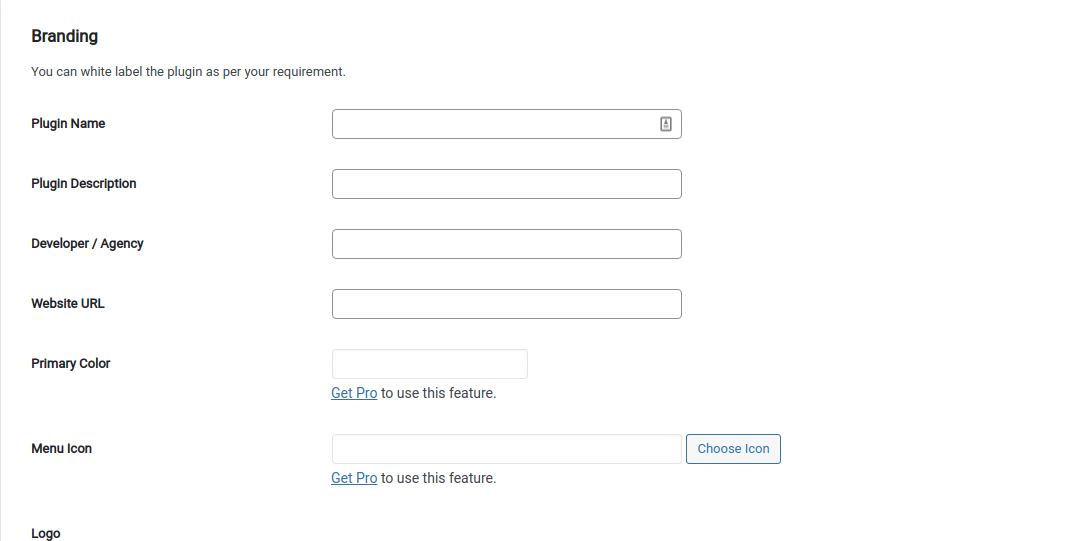 Branding
You can white label the plugin as per your requirement.
Plugin Name
Plugin Description
Developer / Agency
Website URL
Primary Color
Get Pro to use this feature.
Menu Icon
Choose Icon
Get Pro to use this feature.
Logo